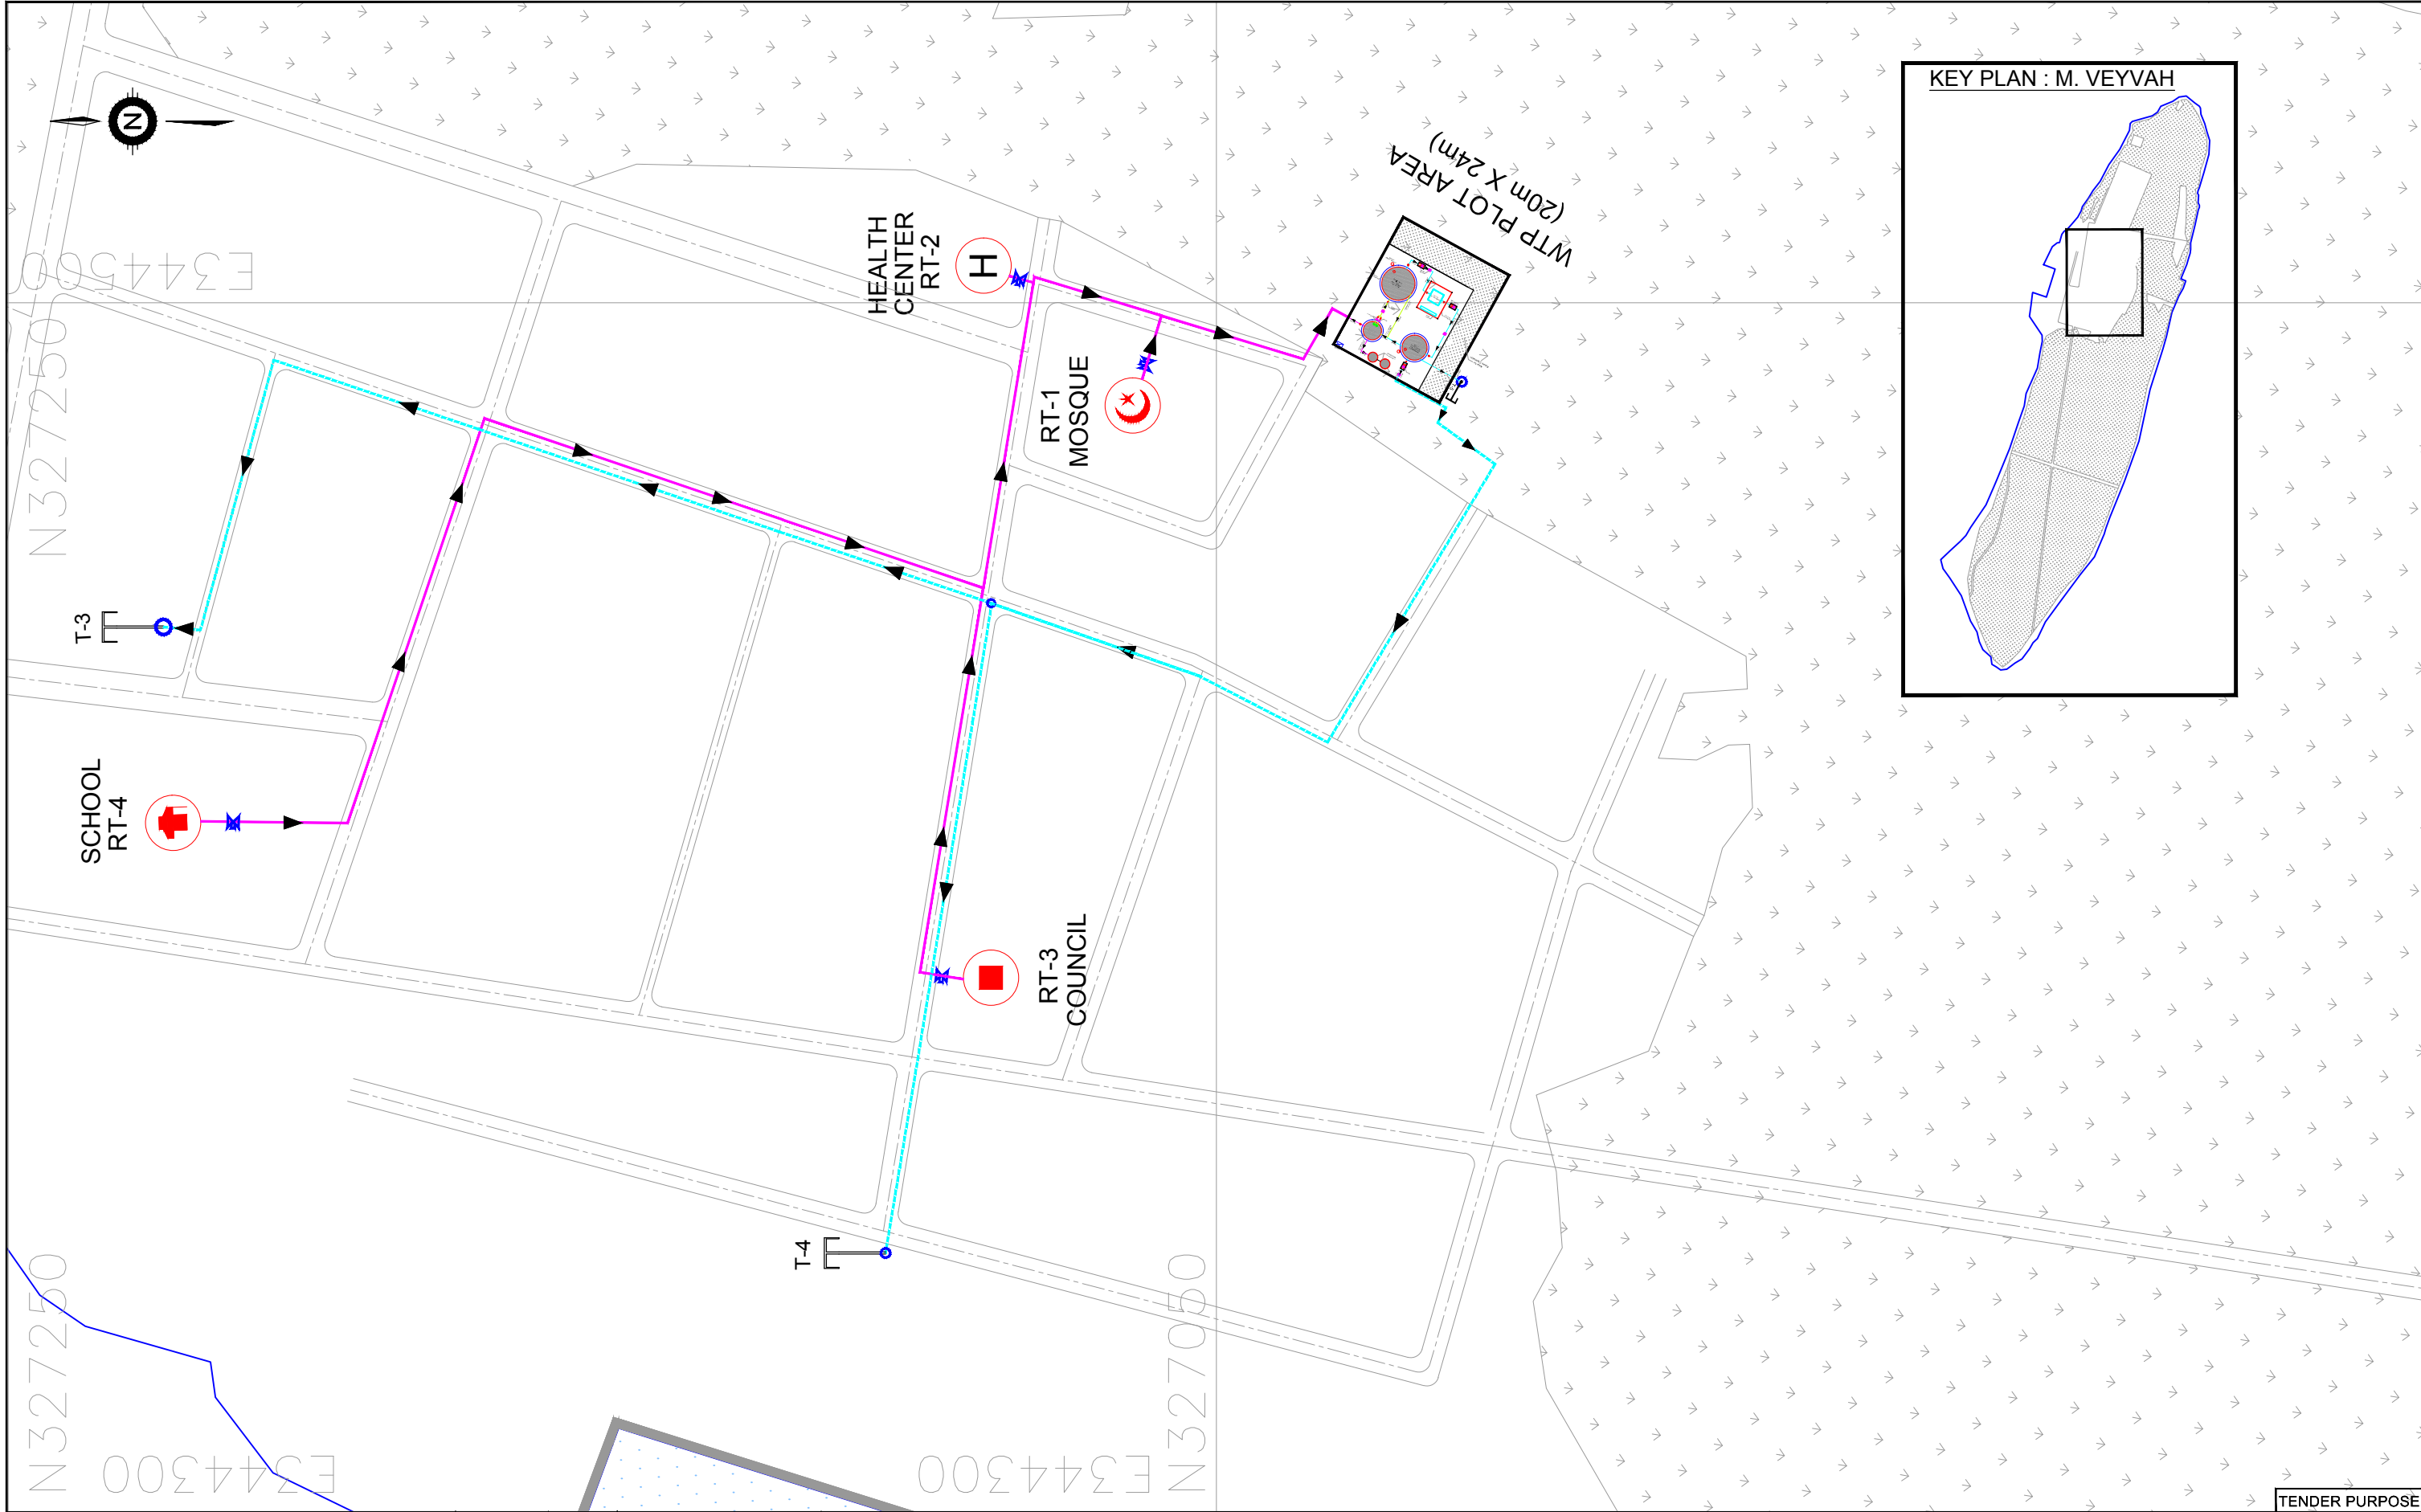 KEY PLAN : M. VEYVAH
N
WTP PLOT AREA
(20m X 24m)
E344500
N327250
HEALTH
CENTER
RT-2
H
RT-1
MOSQUE
T-3
SCHOOL
RT-4
RT-3
COUNCIL
T-4
N327250
E344300
E344300
N327050
TENDER PURPOSE